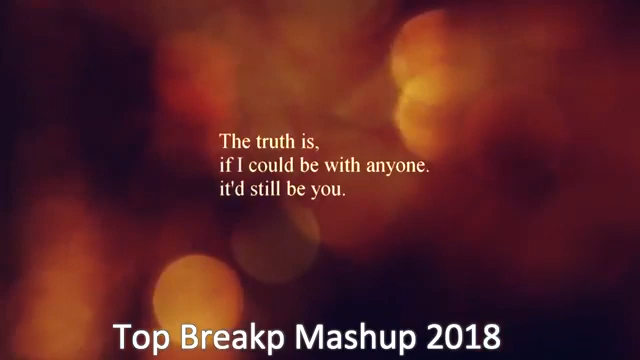 The truth is,
if I could be with anyone.
it'd still be you.
Top Breakp Mashup 2018